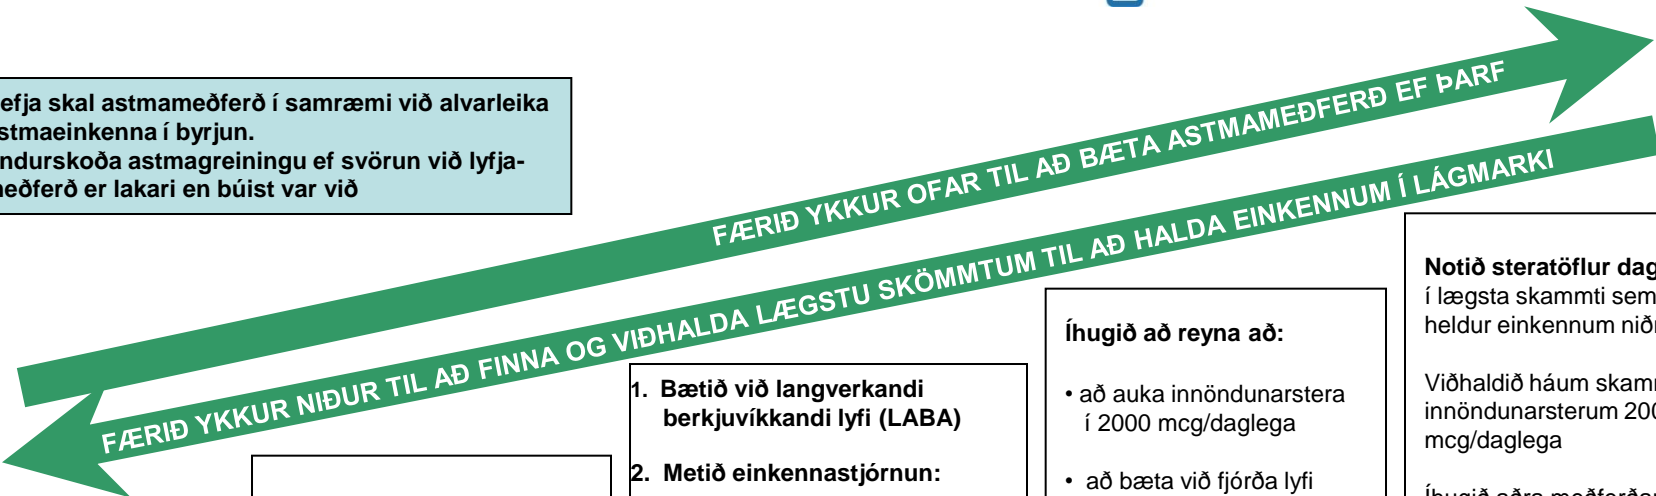 efja skal astmameðferð í samræmi við alvarleika
stmaeinkenna í byrjun.
ndurskoða astmagreiningu ef svörun við lyfja-
neðferð er lakari en búist var við
FÆRIÐ YKKUR OFAR TIL AÐ BÆTA ASTMAMEÐFERÐ EF ÞARF
FÆRIÐ YKKUR NIÐUR TIL AÐ FINNA OG VIÐHALDA LÆGSTU SKÖMMTUM TIL AÐ HALDA EINKENNUM Í LÁGMARKI
1. Bætið við langverkandi
berkjuvíkkandi lyfi (LABA)
2. Metið einkennastjórnun:
Íhugið að reyna að:
• að auka innöndunarstera
í 2000 mcg/daglega
• að bæta við fjórða lyfi
Notið steratöflur dag
í lægsta skammti sem
heldur einkennum niðr
Viðhaldið háum skamm
innöndunarsterum 200
mcg/daglega